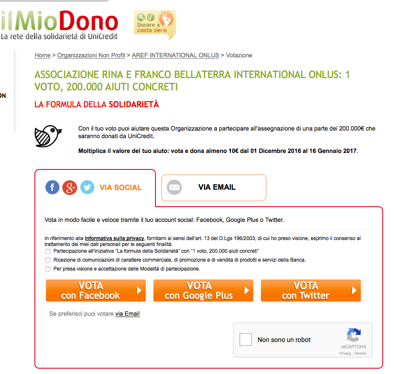 ilMioDono
La rete della solidarietà di UniCredit
Donare a
costo zero
Home > Organizzazioni Non Profit > AREF INTERNATIONAL ONLUS > Votazione
ON
ASSOCIAZIONE RINA E FRANCO BELLATERRA INTERNATIONAL ONLUS: 1
VOTO, 200.000 AIUTI CONCRETI
LA FORMULA DELLA SOLIDARIETÀ
Con il tuo voto puoi aiutare questa Organizzazione a partecipare all'assegnazione di una parte dei 200.000€ che
saranno donati da UniCredit.
Moltiplica il valore del tuo aiuto: vota e dona almeno 10€ dal 01 Dicembre 2016 al 16 Gennaio 2017.
VIA SOCIAL
VIA EMAIL
Vota in modo facile e veloce tramite il tuo account social: Facebook, Google Plus o Twitter.
In riferimento alla Informativa sulla privacy, fornitami ai sensi dell'art. 13 del D.Lgs 196/2003, di cui ho preso visione, esprimo il consenso al
trattamento dei miei dati personali per le seguenti finalità:
Partecipazione all'iniziativa "La formula della Solidarietà" con "1 voto, 200.000 aiuti concreti"
Ricezione di comunicazioni di carattere commerciale, di promozione e di vendita di prodotti e servizi della Banca.
Per presa visione e accettazione delle Modalità di partecipazione.
VOTA
con Facebook
VOTA
con Google Plus
VOTA
con Twitter
Se preferisci puoi votare via Email
Non sono un robot
reCAPTCHA
Privacy - Termini